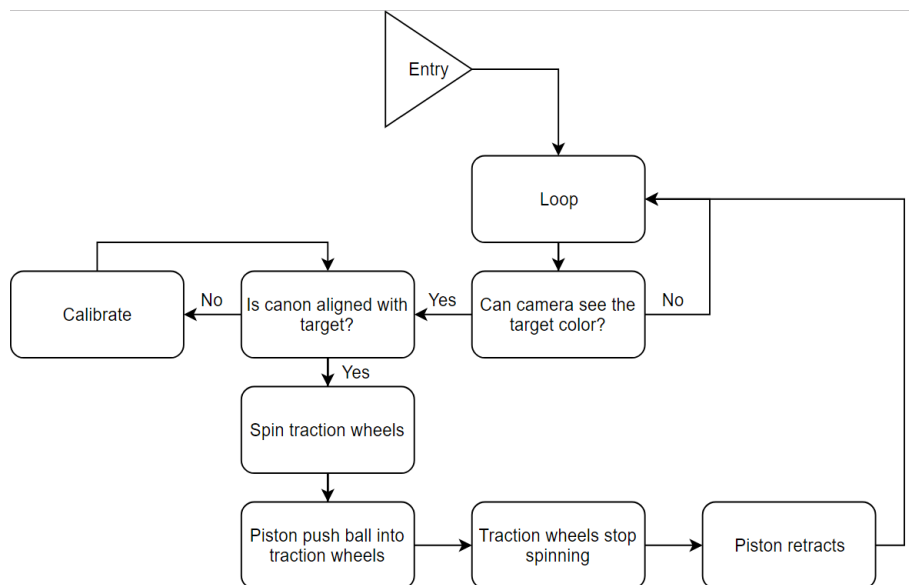 Entry
Loop
Can camera see the
target color?
No
Yes
Is canon aligned with
target?
No
Calibrate
Yes
Spin traction wheels
Piston push ball into
traction wheels
Traction wheels stop
spinning
Piston retracts